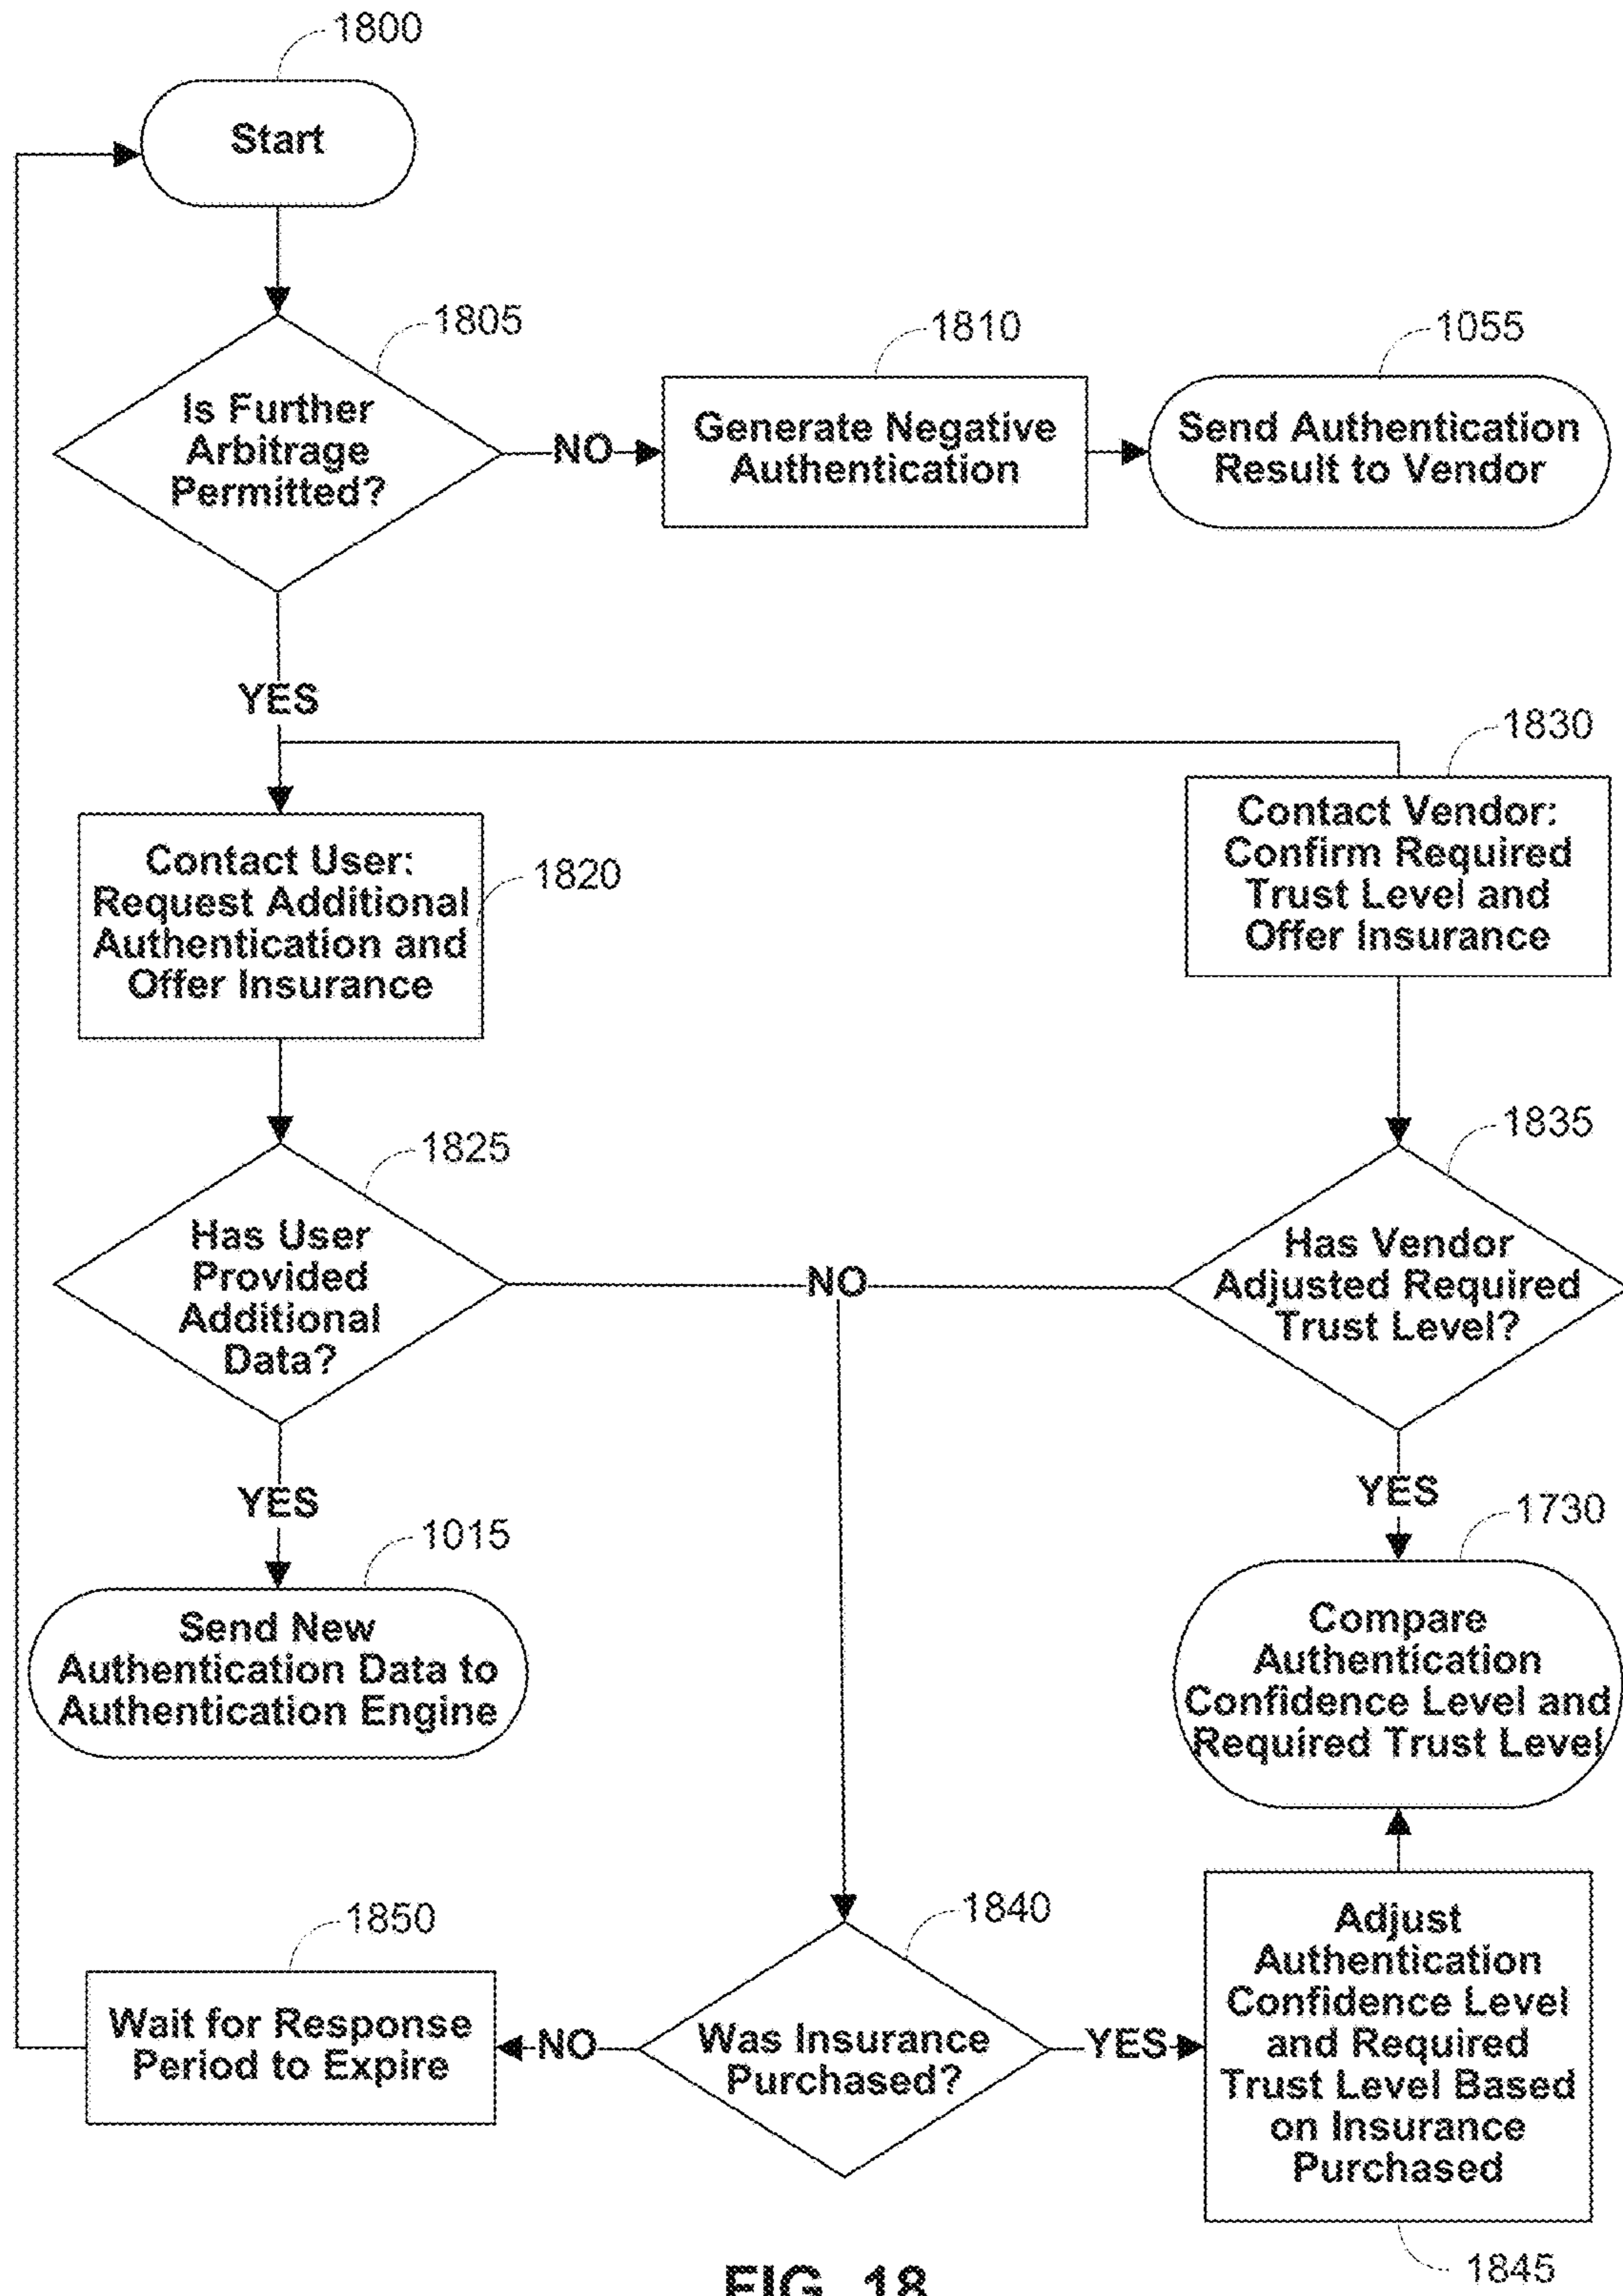 1800
Start
1805
Is Further
Arbitrage
Permitted?
NO
1810
Generate Negative
Authentication
1055
Send Authentication
Result to Vendor
YES
1830
Contact Vendor:
Confirm Required
Trust Level and
Offer Insurance
Contact User:
Request Additional
Authentication and
Offer Insurance
1820
1825
Has User
Provided
Additional
Data?
NO
1835
Has Vendor
Adjusted Required
Trust Level?
YES
YES
1015
Send New
Authentication Data to
Authentication Engine
1730
Compare
Authentication
Confidence Level and
Required Trust Level
1850
Wait for Response
Period to Expire
NO
1840
Was Insurance
Purchased?
YES
Adjust
Authentication
Confidence Level
and Required
Trust Level Based
on Insurance
Purchased
1845
FIG. 18